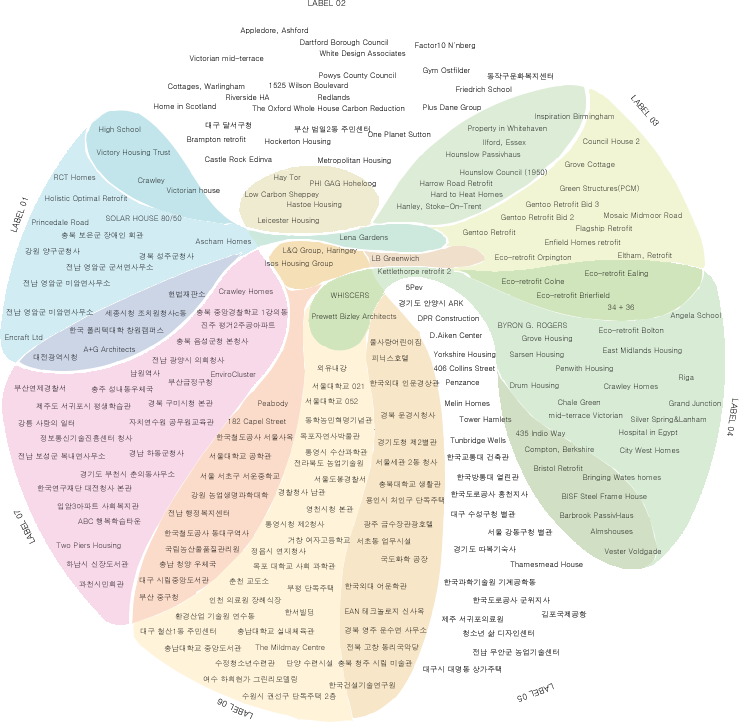 LABEL 02
Appledore, Ashford
Dartford Borough Council
Factor10 N'nberg
White Design Associates
Victorian mid-terrace
Gym Ostfilder
Powys County Council
동작구문화복지센터
Cottages, Warlingham
1525 Wilson Boulevard
Friedrich School
Riverside HA
Redlands
Home in Scotland
The Oxford Whole House Carbon Reduction
Plus Dane Group
대구 달서구청
부산 범일2동 주민센터
One Planet Sutton
Brampton retrofit
Hockerton Housing
Castle Rock Edinva
Metropolitan Housing
LABEL 03
Inspiration Birmingham
Property in Whitehaven
Ilford, Essex
Council House 2
Hounslow Passivhaus
Grove Cottage
Hounslow Council (1950)
Harrow Road Retrofit
Green Structures(PCM)
Hard to Heat Homes
Hanley, Stoke-On-Trent
Gentoo Retrofit Bid 3
Gentoo Retrofit Bid 2
Mosaic Midmoor Road
Gentoo Retrofit
Flagship Retrofit
Enfield Homes retrofit
Eco-retrofit Orpington
Eltham, Retrofit
Hay Tor
PHI GAG Hoheloog
Low Carbon Sheppey
Hastoe Housing
Leicester Housing
LABEL 01
High School
Victory Housing Trust
RCT Homes
Crawley
Victorian house
Holistic Optimal Retrofit
Princedale Road
SOLAR HOUSE 80/50
충북 보은군 장애인 회관
Ascham Homes
강원 양구군청사
경북 성주군청사
전남 영암군 군서면사무소
전남 영암군 미암면사무소
헌법재판소
전남 영암군 미암면사무소
세종시청 조치원청사c동
Encraft Ltd
한국 폴리텍대학 창원캠퍼스
A+G Architects
대전광역시청
Lena Gardens
L&Q Group, Haringey
Isos Housing Group
LB Greenwich
Kettlethorpe retrofit 2
WHISCERS
Prewett Bizley Architects
Eco-retrofit Ealing
Eco-retrofit Colne
Eco-retrofit Brierfield
34 + 36
LABEL 04
Angela School
BYRON G. ROGERS
Eco-retrofit Bolton
Grove Housing
Sarsen Housing
East Midlands Housing
Penwith Housing
Riga
Drum Housing
Crawley Homes
Chale Green
Grand Junction
mid-terrace Victorian
Silver Spring&Lanham
435 Indio Way
Hospital in Egypt
Compton, Berkshire
City West Homes
Bristol Retrofit
Bringing Wates homes
BISF Steel Frame House
Barbrook PassivHaus
Almshouses
Vester Voldgade
5Pev
경기도 안양시 ARK
DPR Construction
D.Aiken Center
Yorkshire Housing
406 Collins Street
Penzance
Melin Homes
Tower Hamlets
Tunbridge Wells
한국교통대 건축관
한국방통대 열린관
한국도로공사 홍천지사
대구 수성구청 별관
서울 강동구청 별관
경기도 따복기숙사
Thamesmead House
한국과학기술원 기계공학동
한국도로공사 군위지사
김포국제공항
제주 서귀포의료원
청소년 삶 디자인센터
전남 무안군 농업기술센터
대구시 대명동 상가주택
LABEL 05
Crawley Homes
충북 중앙경찰학교 1강의동
진주 평거2주공아파트
충북 음성군청 본청사
전남 광양시 의회청사
남원역사
EnviroCluster
부산금정구청
부산연제경찰서
충주 성내동우체국
제주도 서귀포시 평생학습관
경북 구미시청 본관
강릉 사람의 일터
자치연수원 공무원교육관
정보통신기술진흥센터 청사
전남 보성군 복내면사무소
경남 하동군청사
경기도 부천시 춘의동사무소
한국연구재단 대전청사 본관
임암3아파트 사회복지관
ABC 행복학습타운
Two Piers Housing
하남시 신장도서관
과천시민회관
LABEL 07
Peabody
182 Capel Street
한국철도공사 서울사옥
서울대학교 공학관
서울 서초구 서운중학교
강원 농업생명과학대학
전남 행정복지센터
한국철도공사 동대구역사
국립농산물품질관리원
충남 청양 우체국
대구 시립중앙도서관
부산 중구청
외유내강
서울대학교 021
서울대학교 052
동학농민혁명기념관
목포자연사박물관
통영시 수산과학관
전라북도 농업기술원
서울도봉경찰서
경찰청사 남관
영천시청 본관
통영시청 제2청사
거창 여자고등학교
정읍시 연지청사
목포 대학교 사회 과학관
춘천 교도소
부평 단독주택
인천 의료원 장례식장
한서빌딩
환경산업 기술원 연수동
대구 철산1동 주민센터
충남대학교 실내체육관
충남대학교 중앙도서관
The Mildmay Centre
수정청소년수련관
단양 수련시설
여수 하최헌가 그린리모델링
수원시 권선구 단독주택 2층
LABEL 06
불사랑어린이집
피닉스호텔
한국외대 인문경상관
경북 문경시청사
경기도청 제2별관
서울세관 2동 청사
충북대학교 생활관
용인시 처인구 단독주택
광주 금수장관광호텔
서초동 업무시설
국도화학 공장
한국외대 어문학관
EAN 테크놀로지 신사옥
경북 영주 문수면 사무소
전북 고창 동리국악당
충북 청주 시립 미술관
한국건설기술연구원